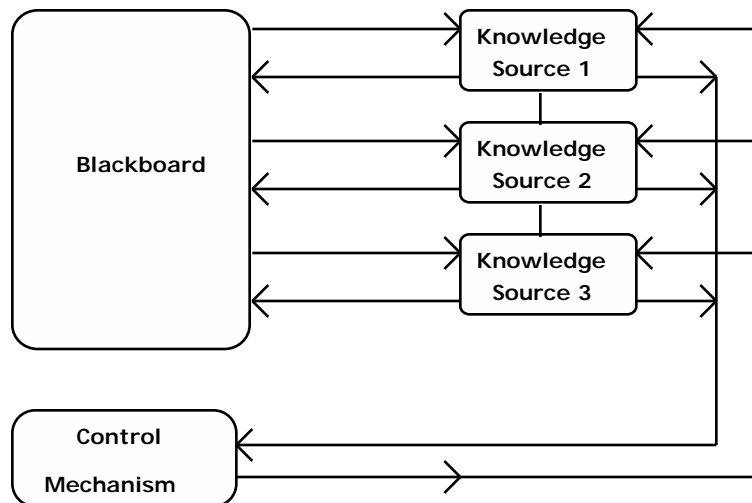 Knowledge
Source 1
Blackboard
Knowledge
Source 2
Knowledge
Source 3
Control
Mechanism